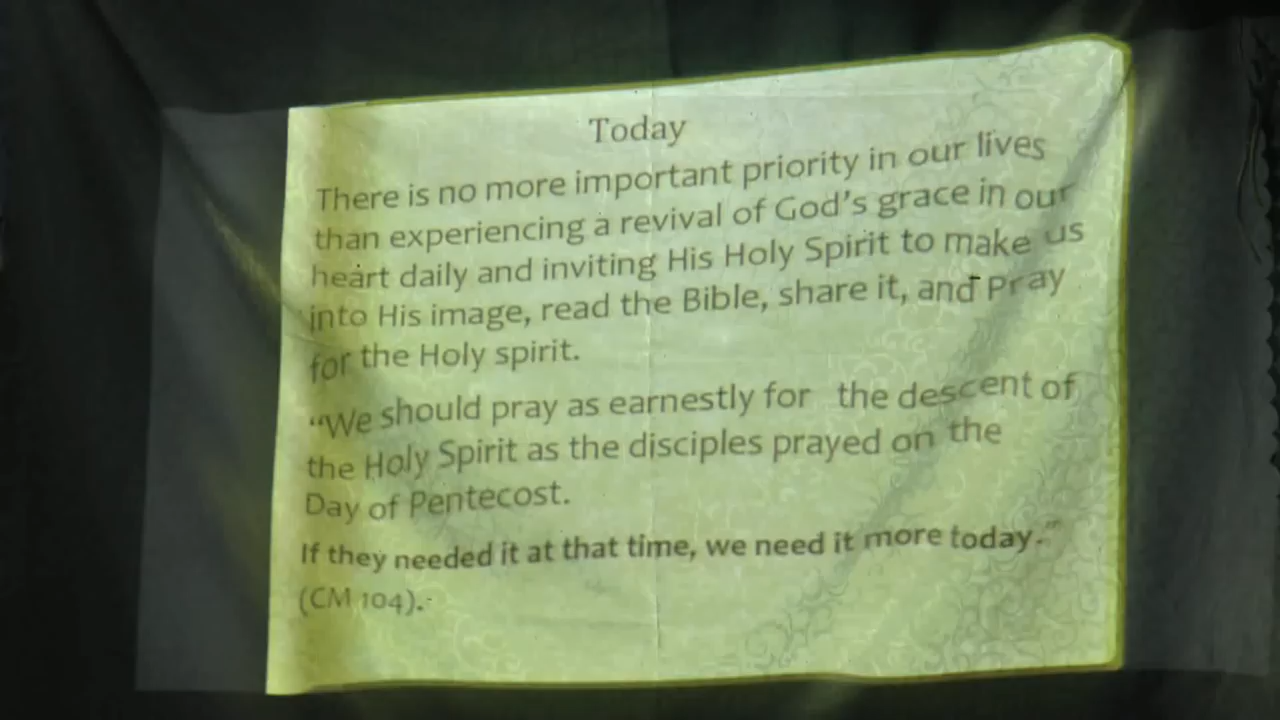 Today
There is no more important priority in our lives
than experiencing a revival of God's grace in our
heart daily and inviting His Holy Spirit to make us
into His image, read the Bible, share it, and Pray
for the Holy spirit.
“We should pray as earnestly for the descent of
the Holy Spirit as the disciples prayed on the
Day of Pentecost.
If they needed it at that time, we need it more today.”
(CM 104).